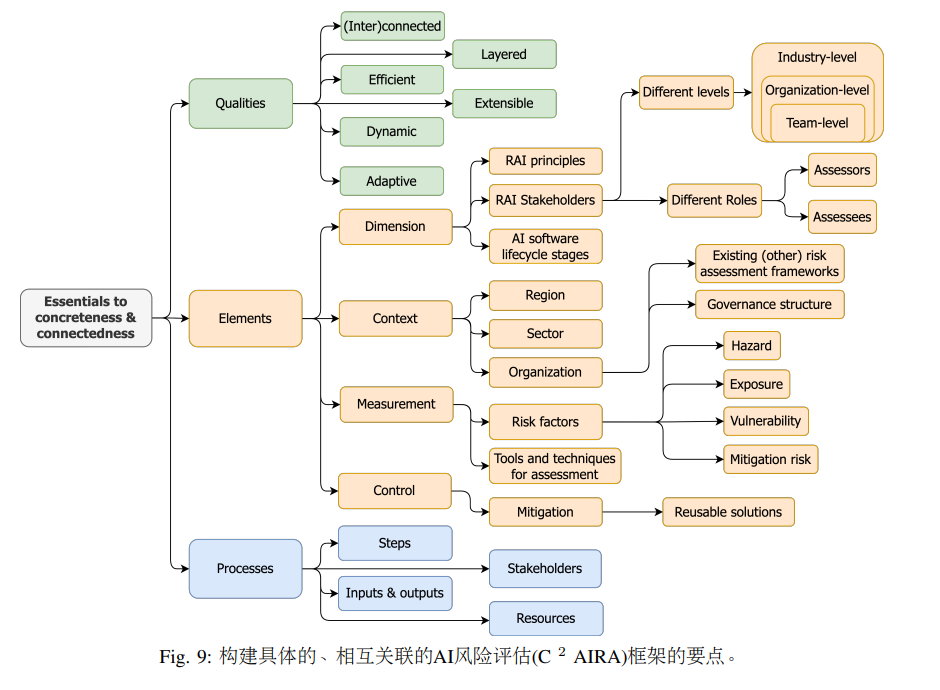 (Inter)connected
Layered
Efficient
Extensible
Dynamic
Adaptive
Qualities
Essentials to
concreteness &
connectedness
Elements
Dimension
RAI principles
RAI Stakeholders
AI software
lifecycle stages
Different levels
Industry-level
Organization-level
Team-level
Different Roles
Assessors
Assessees
Context
Region
Sector
Organization
Existing (other) risk
assessment frameworks
Governance structure
Measurement
Risk factors
Hazard
Exposure
Vulnerability
Mitigation risk
Tools and techniques
for assessment
Control
Mitigation
Reusable solutions
Processes
Steps
Stakeholders
Inputs & outputs
Resources
Fig. 9: 构建具体的、相互关联的AI风险评估(C 2 AIRA)框架的要点。